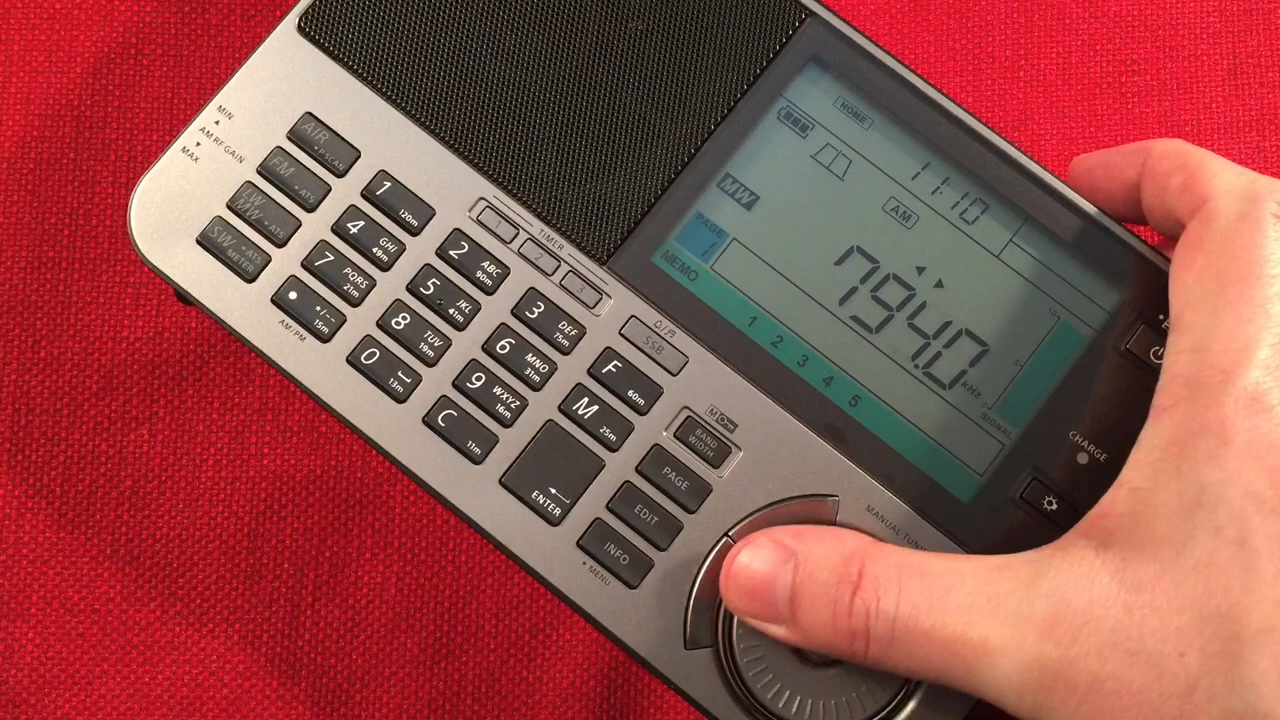 MIN
AM RF GAIN
MAX
AIR • P.SCAN
FM • ATS
LW
MW • ATS
SW • ATS
METER
1 120m
2 ABC 90m
3 DEF 75m
F 60m
4 GHI 49m
5 JKL 41m
6 MNO 31m
M 25m
7 PQRS 21m
8 TUV 19m
9 WXYZ 16m
ENTER
• */-- 15m
0 13m
C 11m
AM/PM
TIMER
1
2
3
SSB
M
BAND
WIDTH
PAGE
EDIT
INFO
• MENU
HOME
11:10
MW
AM
PAGE
1
MEMO
794.0 kHz
1 2 3 4 5
SIGNAL
CHARGE